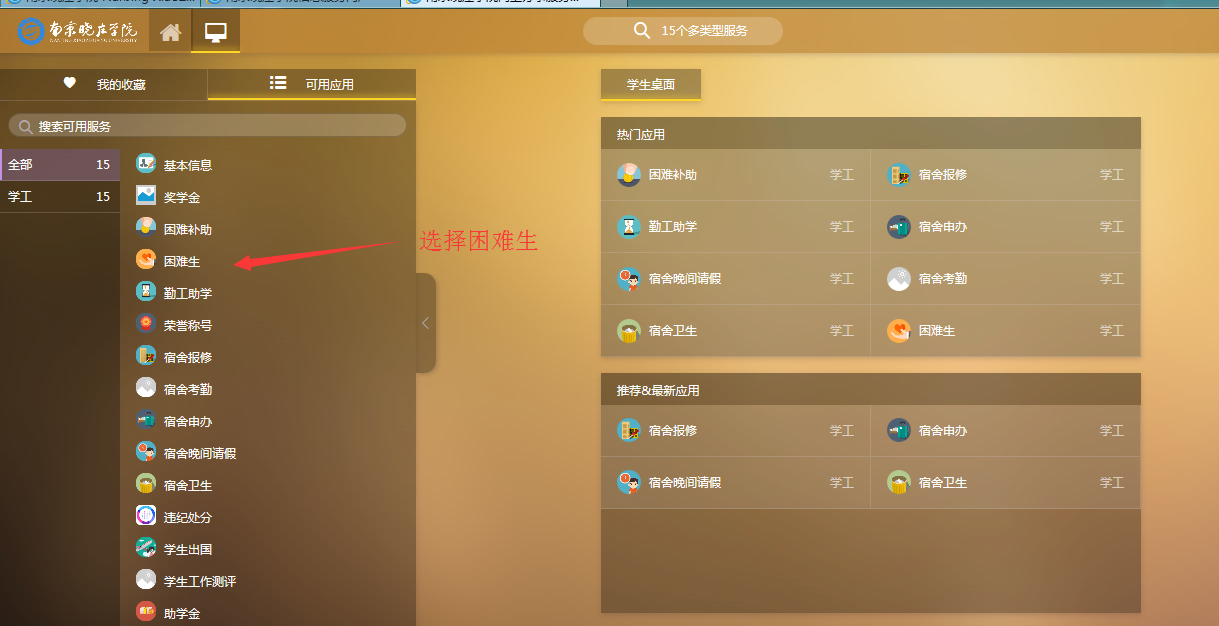 南京晓庄学院
15个多类型服务
我的收藏
可用应用
学生桌面
搜索可用服务
全部 15
学工 15
基本信息
奖学金
困难补助
困难生
勤工助学
荣誉称号
宿舍报修
宿舍考勤
宿舍申办
宿舍晚间请假
宿舍卫生
违纪处分
学生出国
学生工作测评
助学金
选择困难生
热门应用
困难补助 学工
宿舍报修 学工
勤工助学 学工
宿舍申办 学工
宿舍晚间请假 学工
宿舍考勤 学工
宿舍卫生 学工
困难生 学工
推荐&最新应用
宿舍报修 学工
宿舍申办 学工
宿舍晚间请假 学工
宿舍卫生 学工